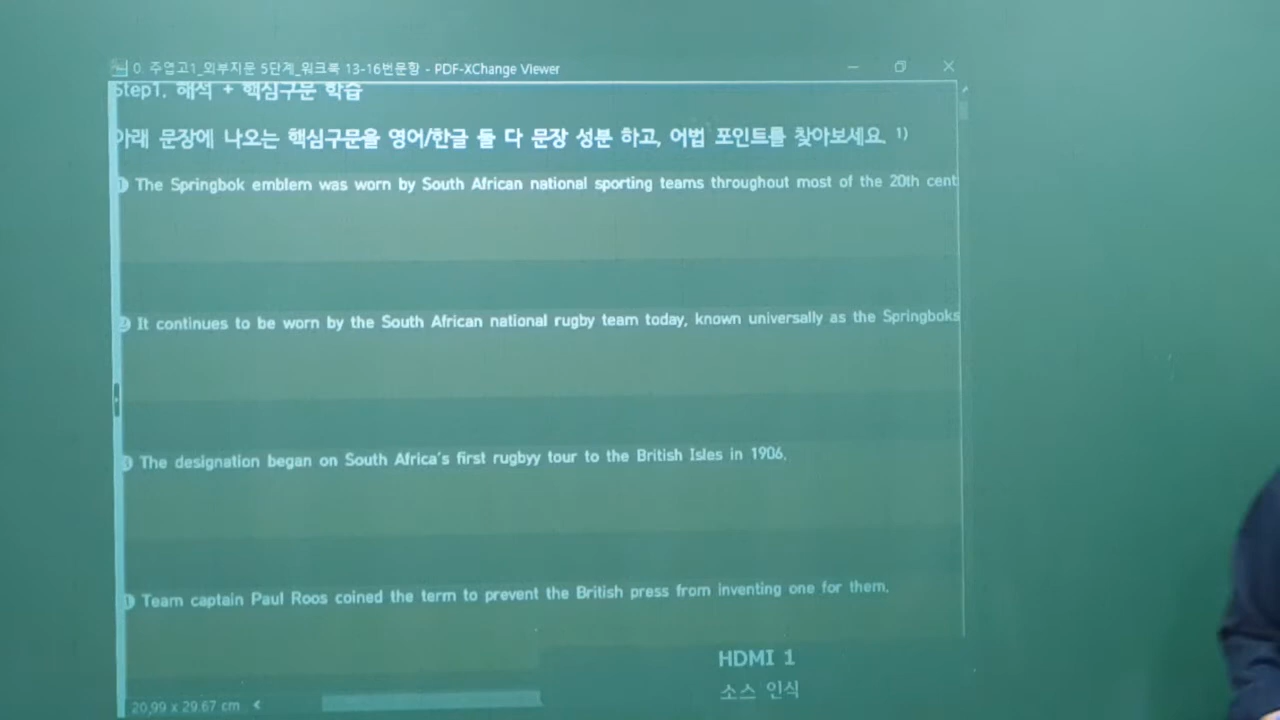 0. 주엽고1_외부지문 5단계_워크북 13-16번문항 - PDF-XChange Viewer
Step1. 해석 + 핵심구문 학습
아래 문장에 나오는 핵심구문을 영어/한글 둘 다 문장 성분 하고, 어법 포인트를 찾아보세요. 1)
❶ The Springbok emblem was worn by South African national sporting teams throughout most of the 20th cent
❷ It continues to be worn by the South African national rugby team today, known universally as the Springboks
❸ The designation began on South Africa's first rugbyy tour to the British Isles in 1906.
❹ Team captain Paul Roos coined the term to prevent the British press from inventing one for them.
HDMI 1
소스 인식
20.99 x 29.67 cm